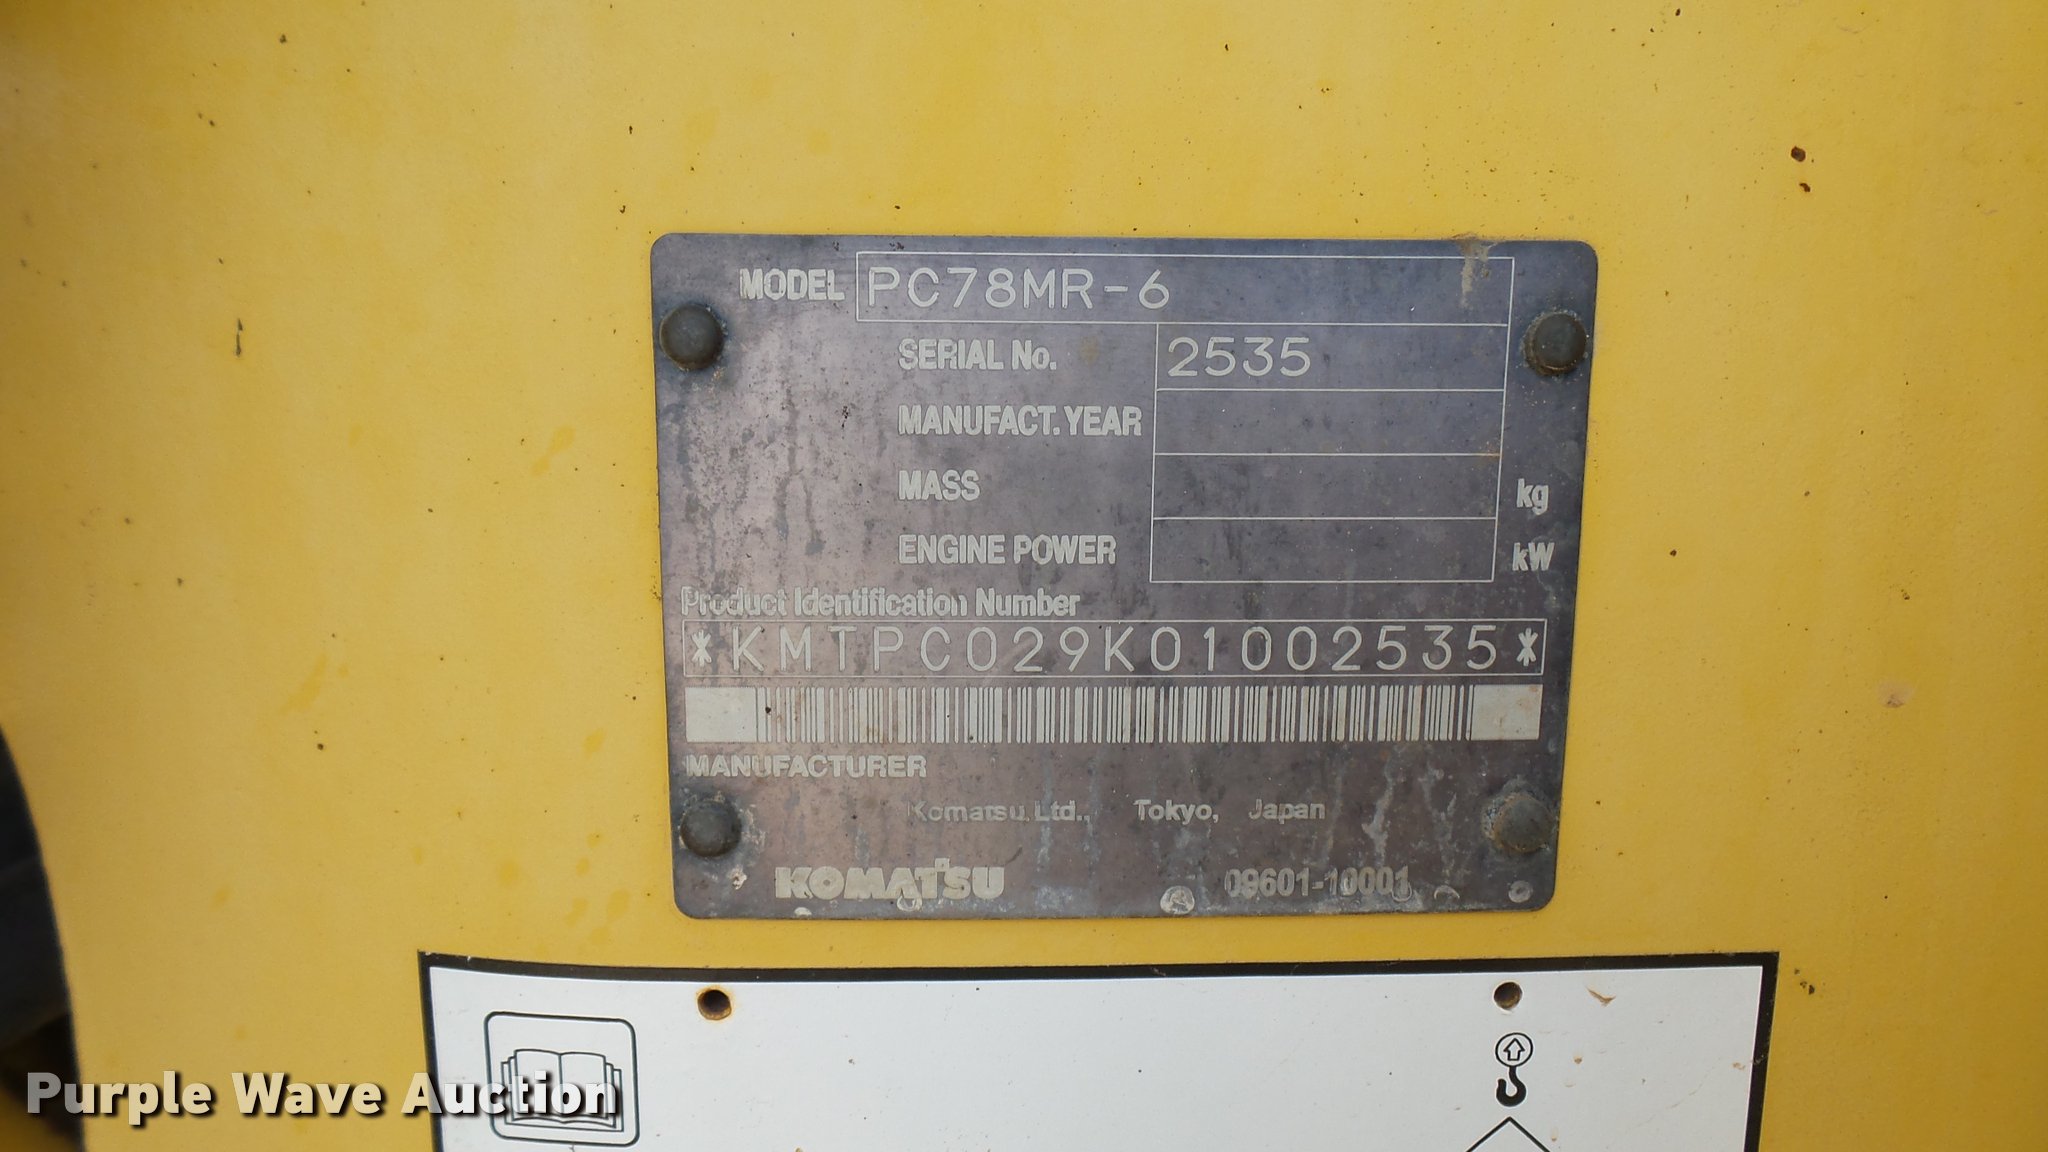 MODEL PC78MR-6
SERIAL No. 2535
MANUFACT. YEAR
MASS kg
ENGINE POWER kW
Product Identification Number
*KMTPC029K01002535*
MANUFACTURER
Komatsu, Ltd., Tokyo, Japan
KOMATSU 09601-10001
Purple Wave Auction